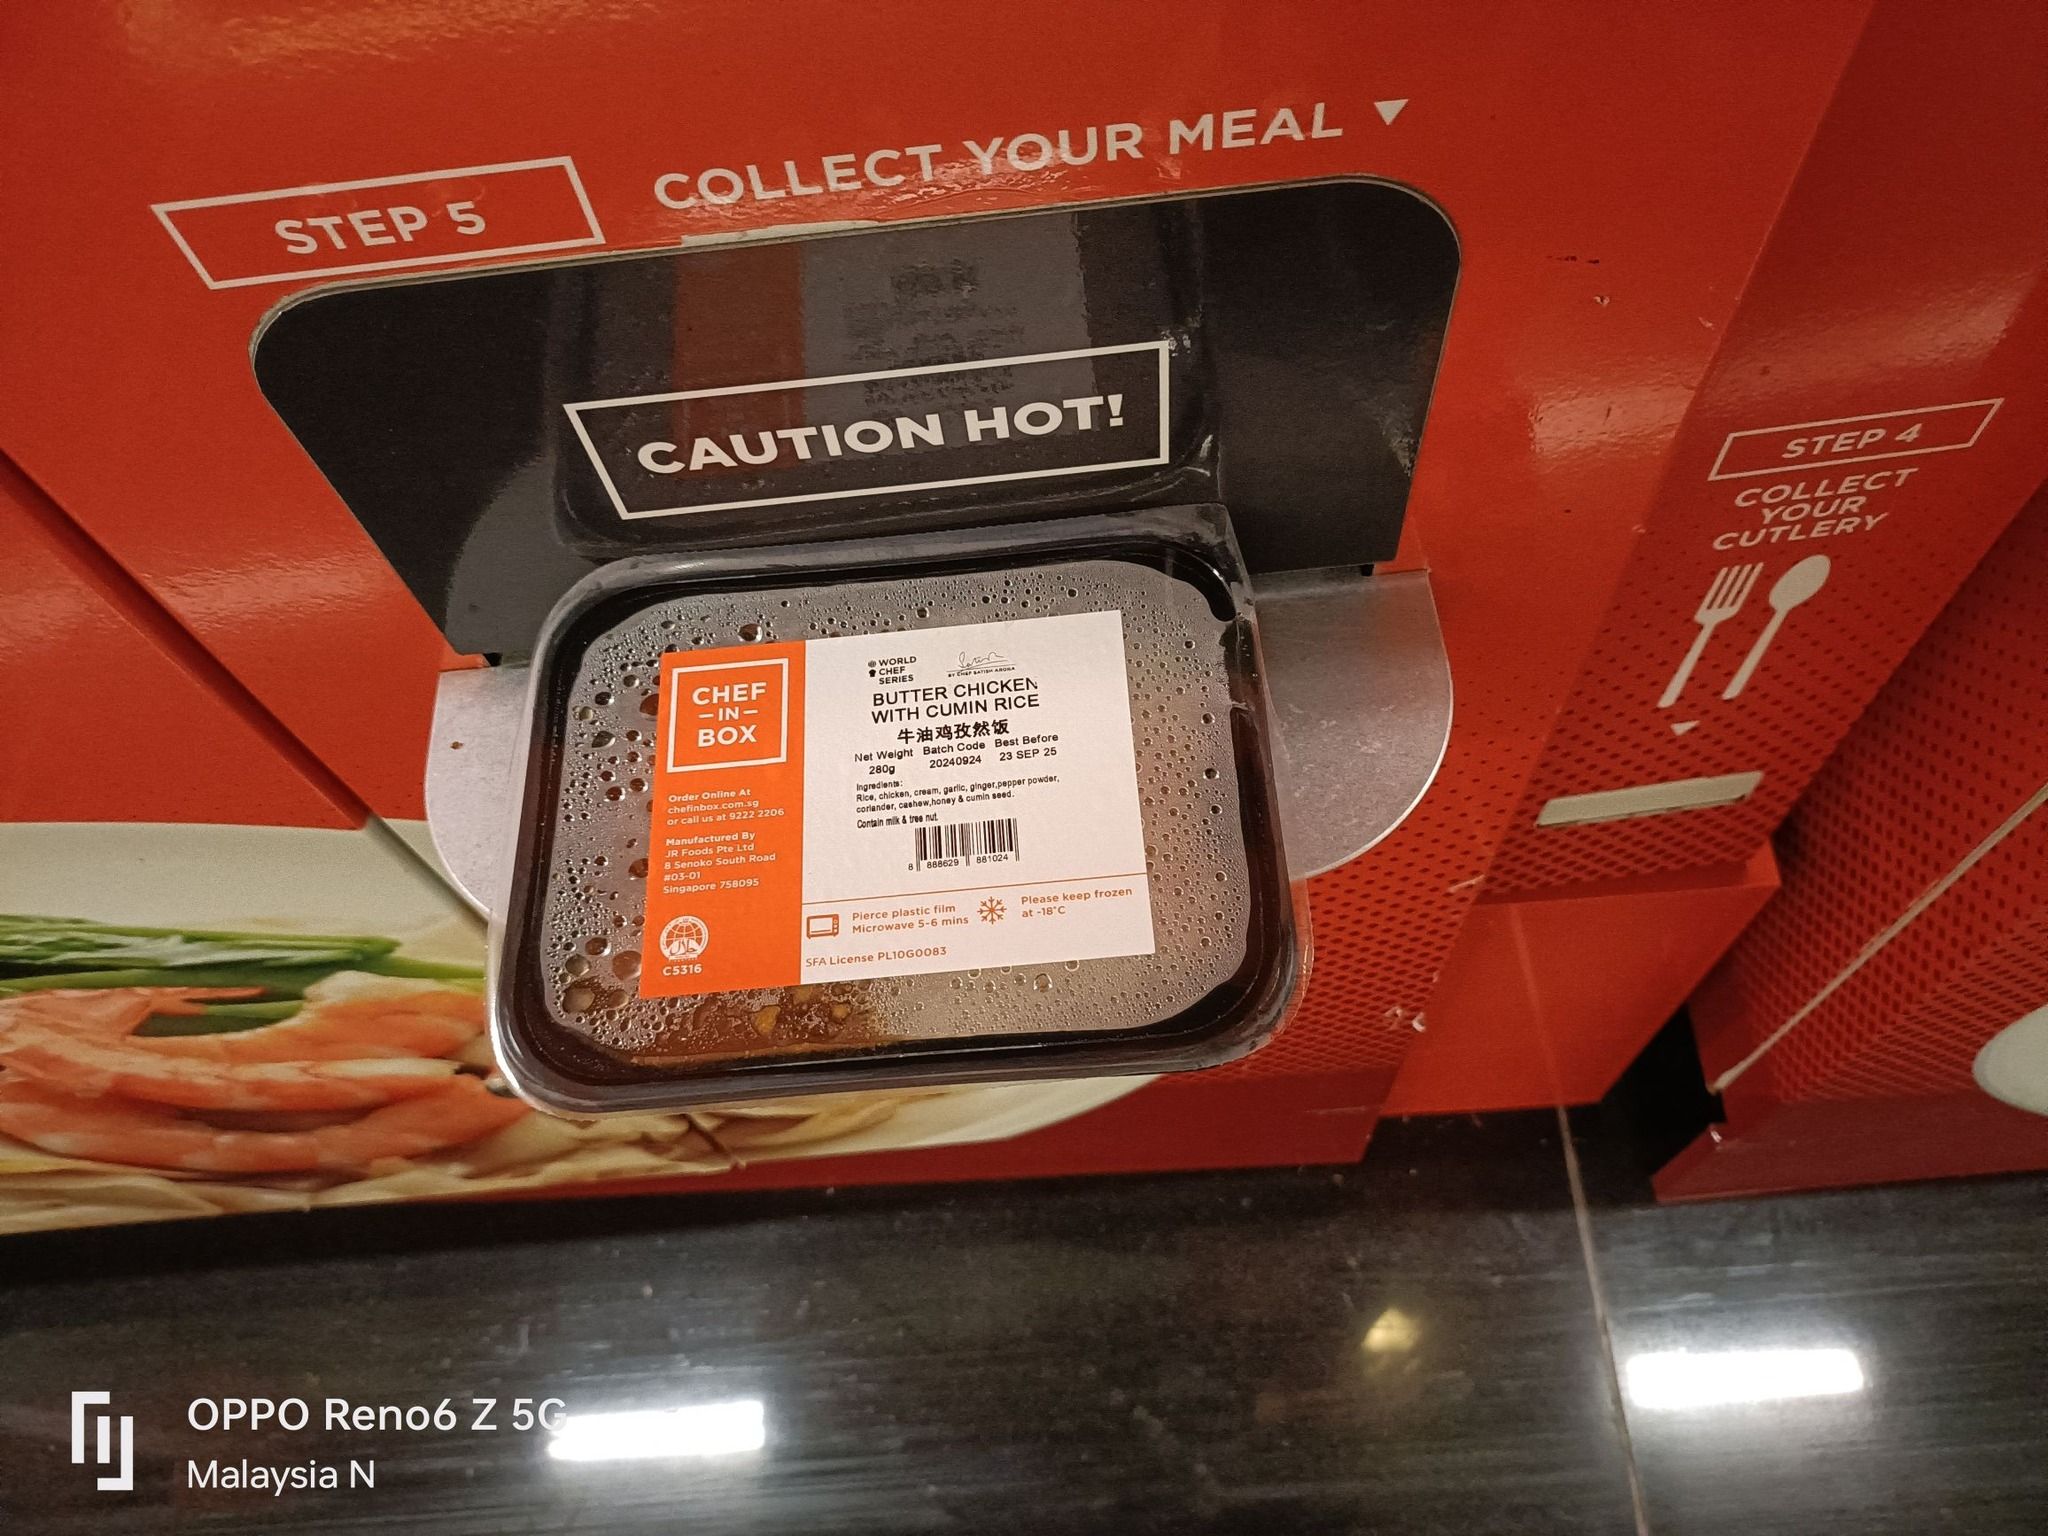 STEP 5
COLLECT YOUR MEAL
CAUTION HOT!
STEP 4
COLLECT
YOUR
CUTLERY
CHEF
IN
BOX
Order Online At
chefinbox.com.sg
or call us at 9222 2206
Manufactured By
JR Foods Pte Ltd
8 Senoko South Road
#03-01
Singapore 758095
C5316
WORLD
CHEF
SERIES
BY CHEF SATISH ARORA
BUTTER CHICKEN
WITH CUMIN RICE
牛油鸡孜然饭
Net Weight Batch Code Best Before
280g 20240924 23 SEP 25
Ingredients:
Rice, chicken, cream, garlic, ginger,pepper powder,
coriander, cashew,honey & cumin seed.
Contain milk & tree nut.
8 888629 881024
Pierce plastic film
Microwave 5-6 mins
Please keep frozen
at -18°C
SFA License PL10G0083
OPPO Reno6 Z 5G
Malaysia N